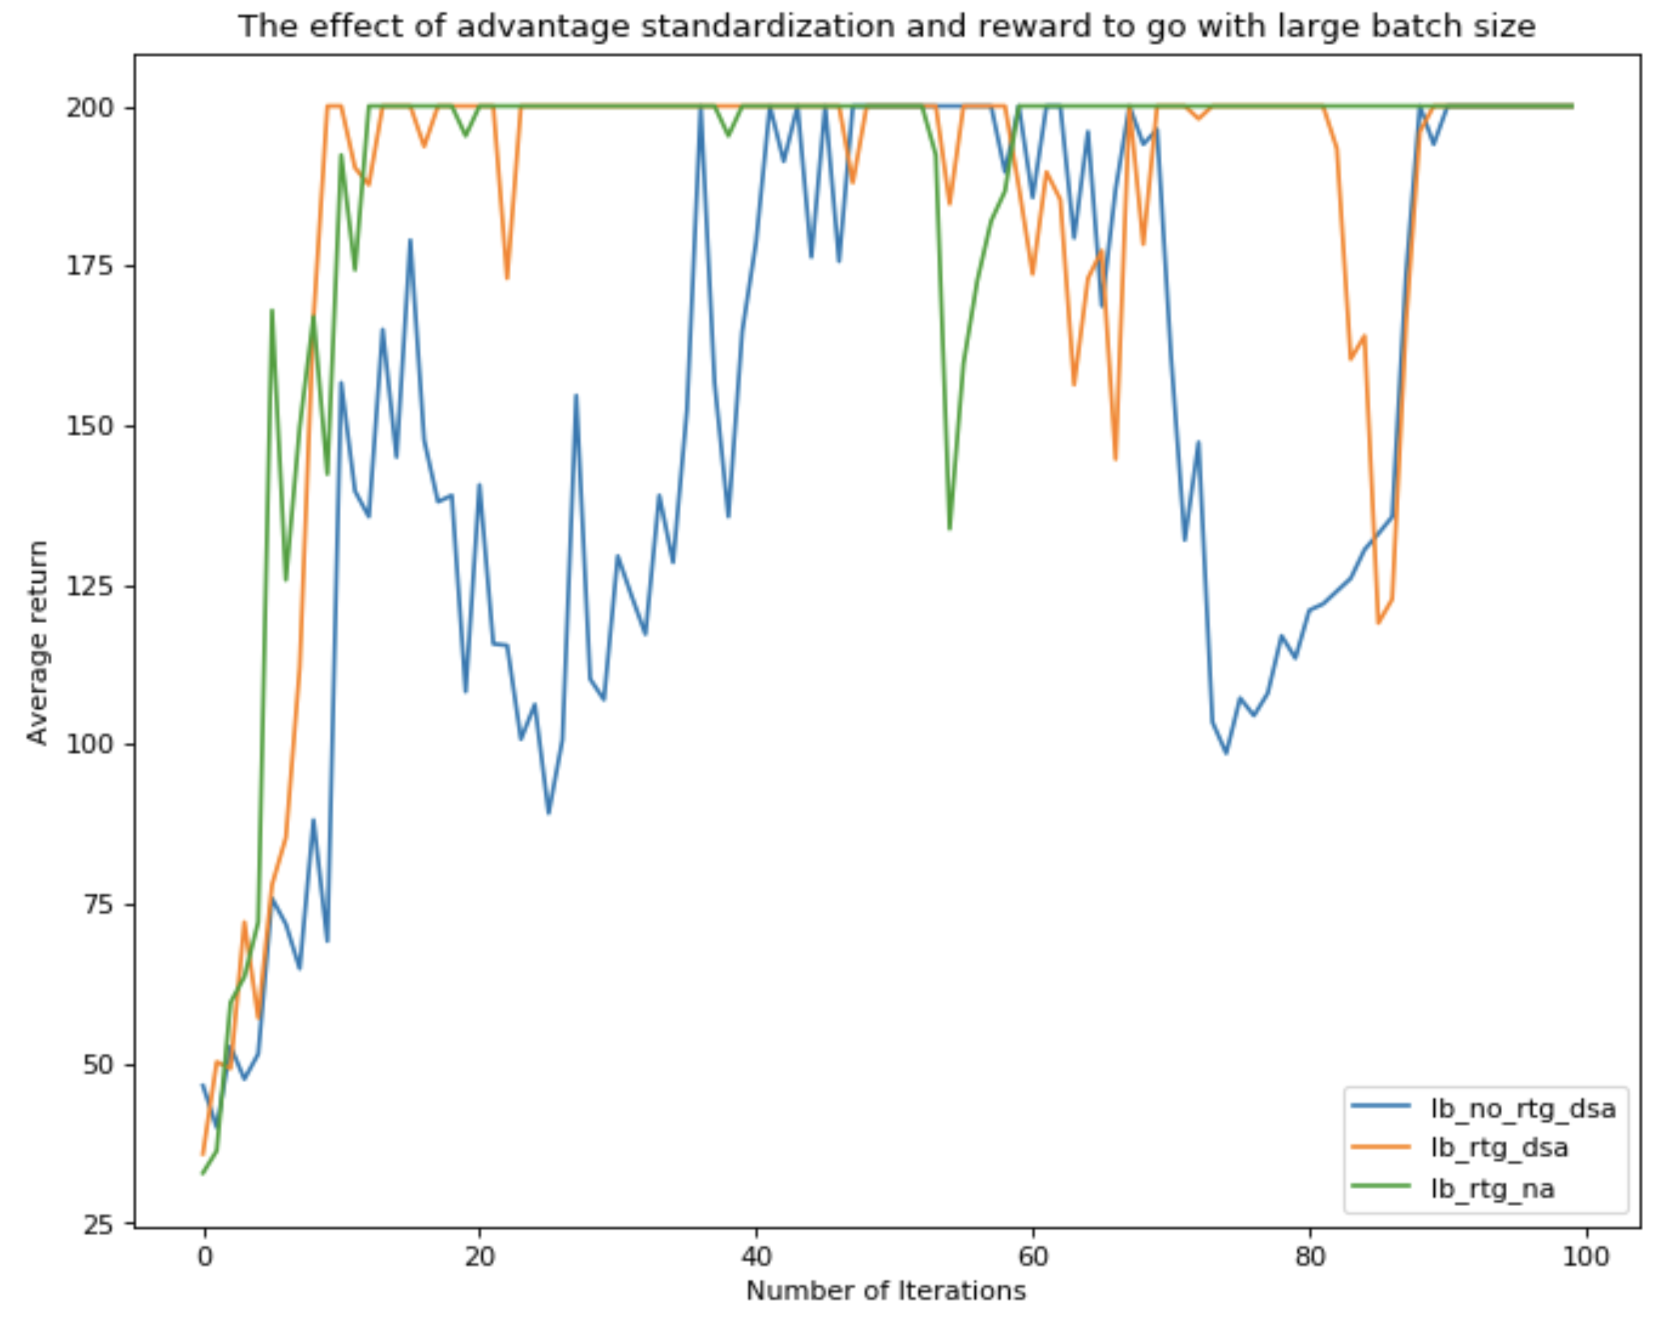 The effect of advantage standardization and reward to go with large batch size
200
175
150
125
100
75
50
25
Average return
0 20 40 60 80 100
Number of Iterations
lb_no_rtg_dsa
lb_rtg_dsa
lb_rtg_na